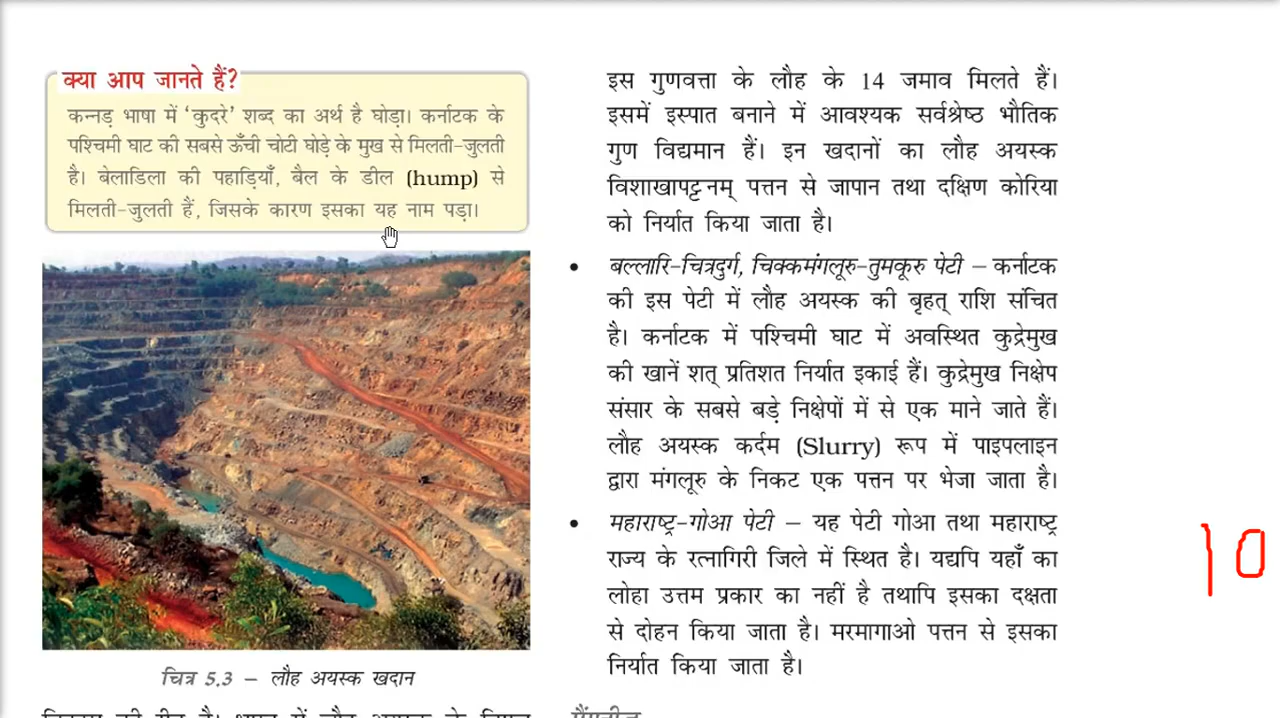 क्या आप जानते हैं?
कन्नड़ भाषा में ‘कुदरे’ शब्द का अर्थ है घोड़ा। कर्नाटक के
पश्चिमी घाट की सबसे ऊँची चोटी घोड़े के मुख से मिलती-जुलती
है। बेलाडिला की पहाड़ियाँ, बैल के डील (hump) से
मिलती-जुलती हैं, जिसके कारण इसका यह नाम पड़ा।
चित्र 5.3 – लौह अयस्क खदान
इस गुणवत्ता के लौह के 14 जमाव मिलते हैं।
इसमें इस्पात बनाने में आवश्यक सर्वश्रेष्ठ भौतिक
गुण विद्यमान हैं। इन खदानों का लौह अयस्क
विशाखापट्टनम् पत्तन से जापान तथा दक्षिण कोरिया
को निर्यात किया जाता है।
• बल्लारि-चित्रदुर्ग, चिक्कमंगलूरु-तुमकूरु पेटी – कर्नाटक
की इस पेटी में लौह अयस्क की बृहत् राशि संचित
है। कर्नाटक में पश्चिमी घाट में अवस्थित कुद्रेमुख
की खानें शत् प्रतिशत निर्यात इकाई हैं। कुद्रेमुख निक्षेप
संसार के सबसे बड़े निक्षेपों में से एक माने जाते हैं।
लौह अयस्क कर्दम (Slurry) रूप में पाइपलाइन
द्वारा मंगलूरु के निकट एक पत्तन पर भेजा जाता है।
• महाराष्ट्र-गोआ पेटी – यह पेटी गोआ तथा महाराष्ट्र
राज्य के रत्नागिरी जिले में स्थित है। यद्यपि यहाँ का
लोहा उत्तम प्रकार का नहीं है तथापि इसका दक्षता
से दोहन किया जाता है। मरमागाओ पत्तन से इसका
निर्यात किया जाता है।
10